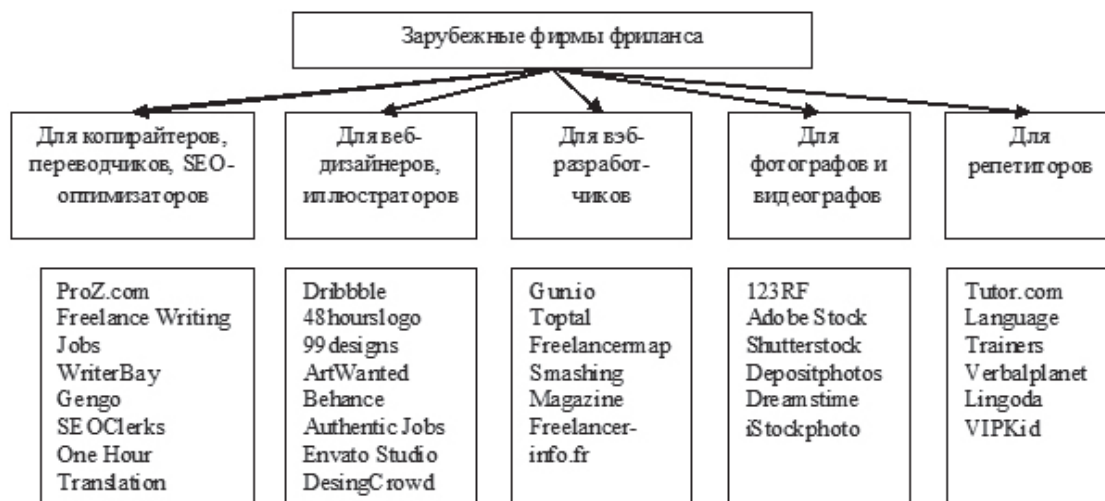 Зарубежные фирмы фриланса
Для копирайтеров,
переводчиков, SEO-
оптимизаторов
Для веб-
дизайнеров,
иллюстраторов
Для вэб-
разработ-
чиков
Для
фотографов и
видеографов
Для
репетиторов
ProZ.com
Freelance Writing
Jobs
WriterBay
Gengo
SEOClerks
One Hour
Translation
Dribbble
48hourslogo
99designs
ArtWanted
Behance
Authentic Jobs
Envato Studio
DesingCrowd
Gun.io
Toptal
Freelancermap
Smashing
Magazine
Freelancer-
info.fr
123RF
Adobe Stock
Shutterstock
Depositphotos
Dreamstime
iStockphoto
Tutor.com
Language
Trainers
Verbalplanet
Lingoda
VIPKid